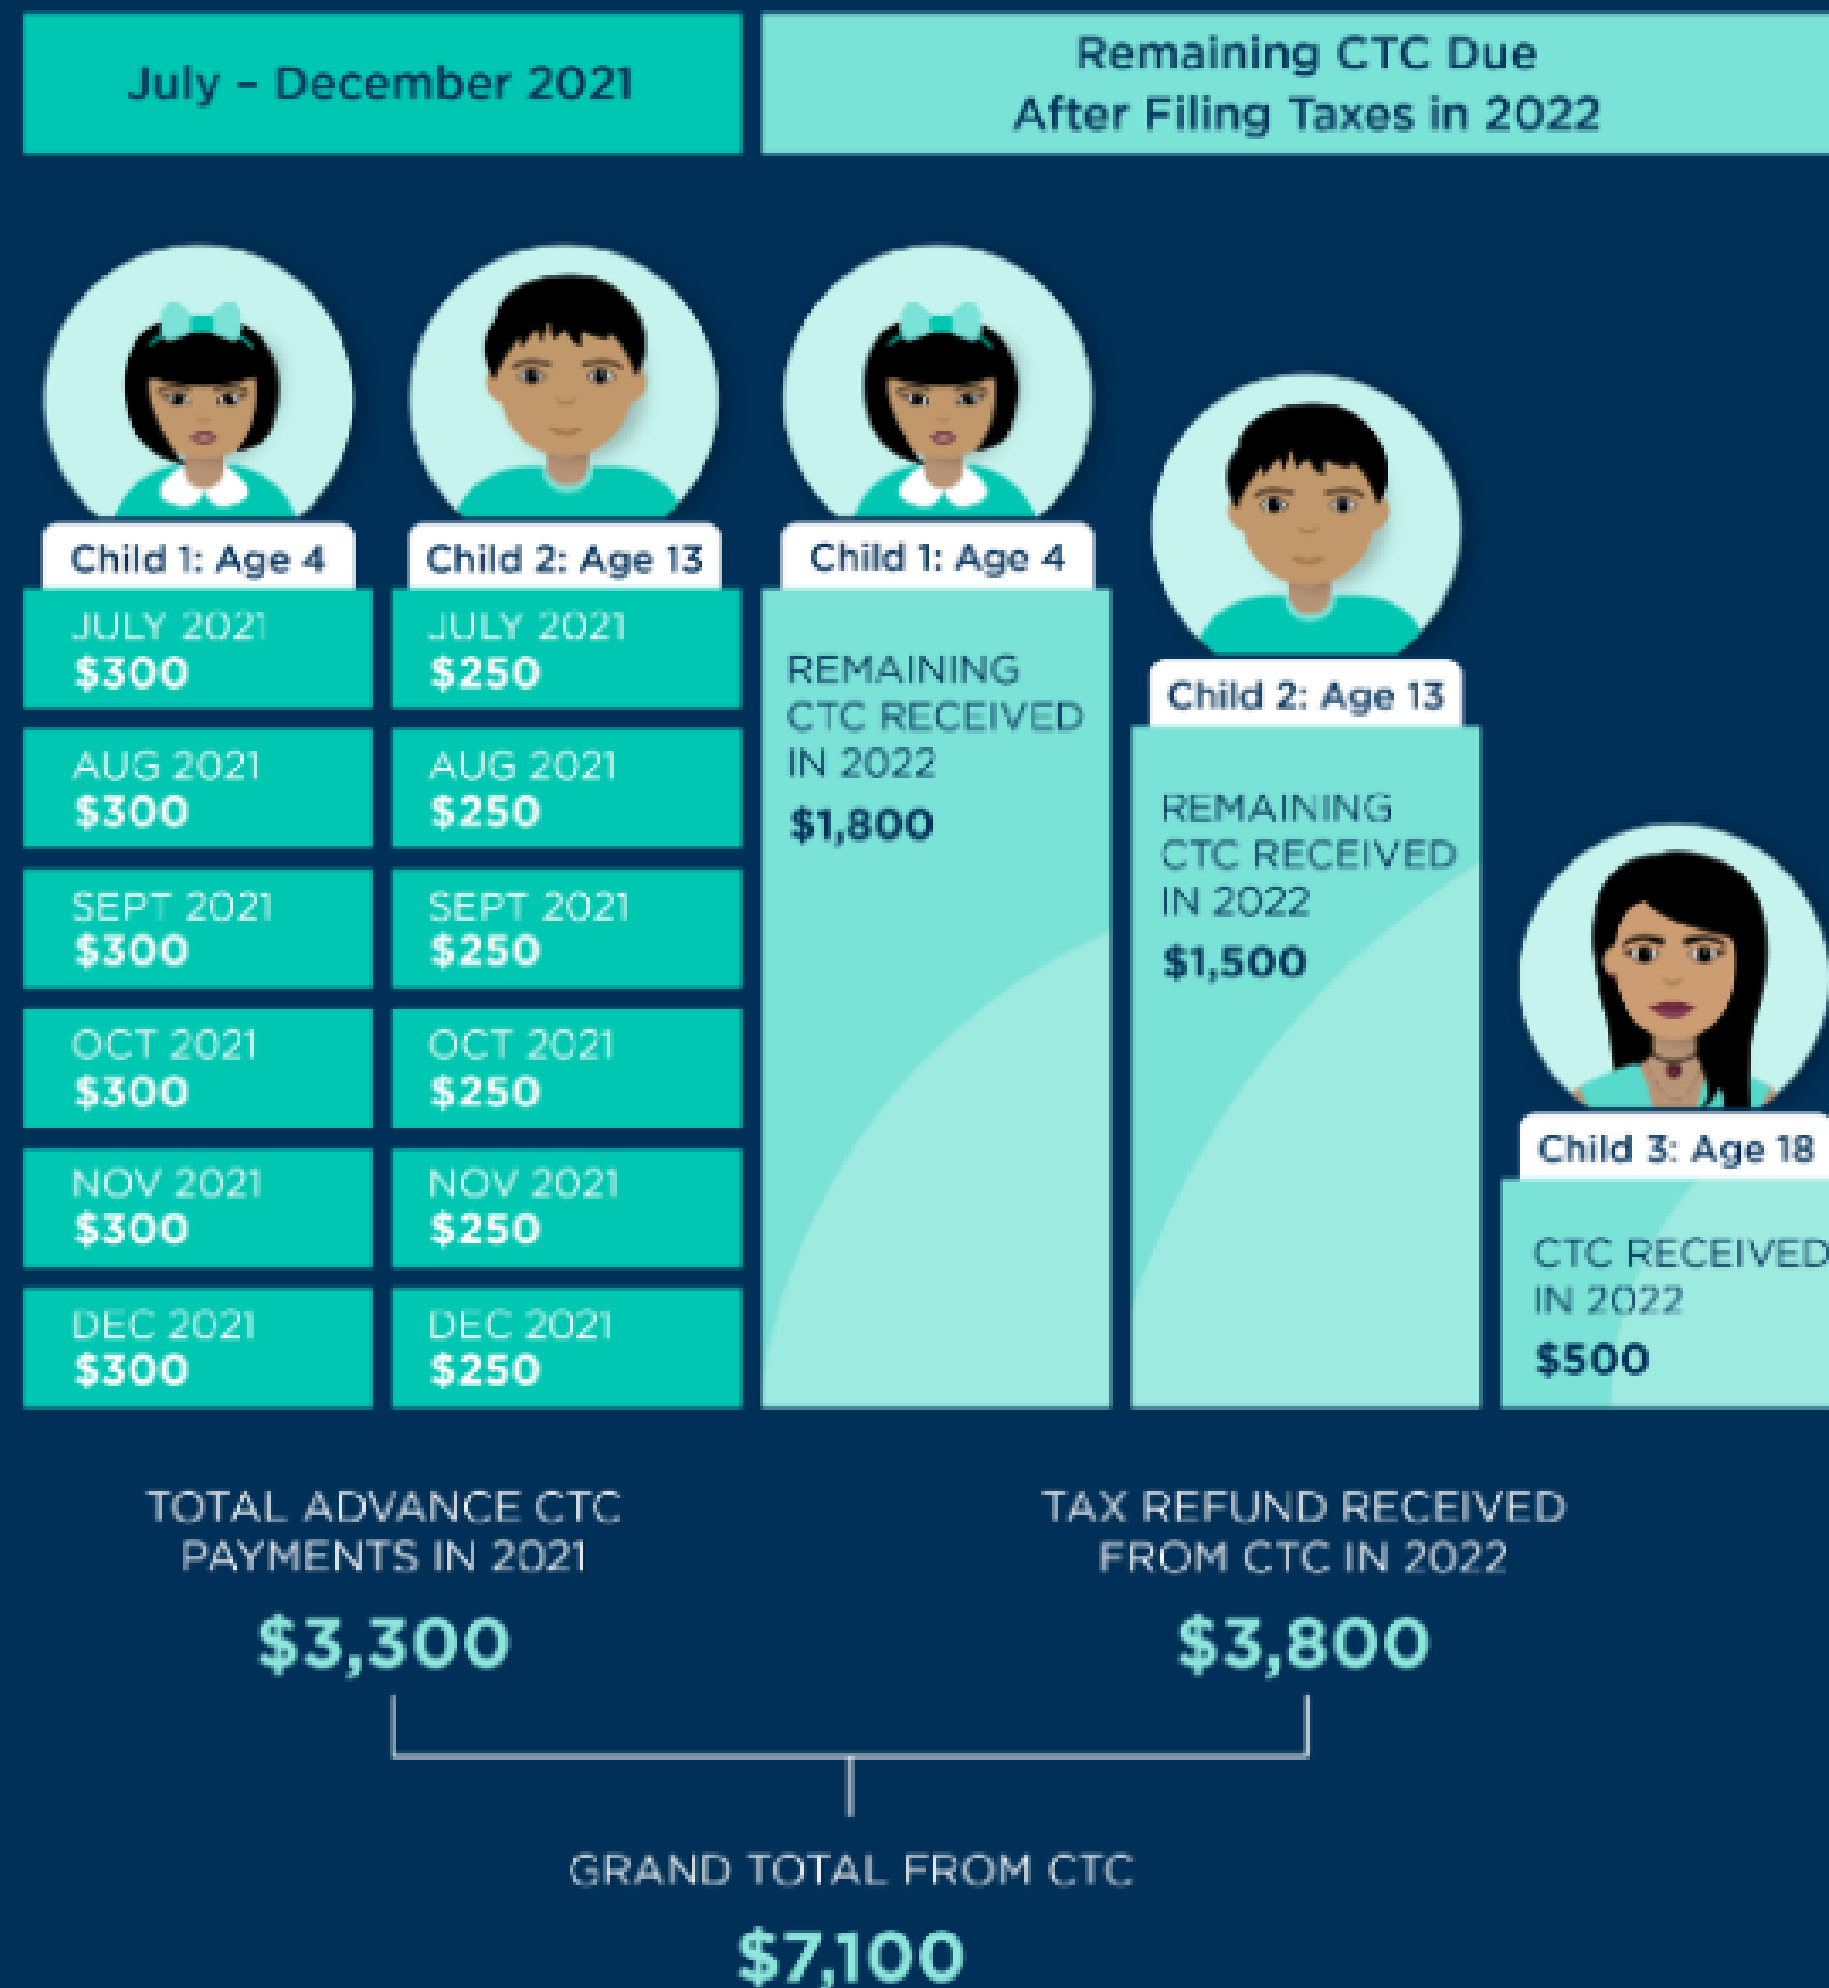 July – December 2021
Remaining CTC Due
After Filing Taxes in 2022
Child 1: Age 4
JULY 2021
$300
AUG 2021
$300
SEPT 2021
$300
OCT 2021
$300
NOV 2021
$300
DEC 2021
$300
Child 2: Age 13
JULY 2021
$250
AUG 2021
$250
SEPT 2021
$250
OCT 2021
$250
NOV 2021
$250
DEC 2021
$250
Child 1: Age 4
REMAINING
CTC RECEIVED
IN 2022
$1,800
Child 2: Age 13
REMAINING
CTC RECEIVED
IN 2022
$1,500
Child 3: Age 18
CTC RECEIVED
IN 2022
$500
TOTAL ADVANCE CTC
PAYMENTS IN 2021
$3,300
TAX REFUND RECEIVED
FROM CTC IN 2022
$3,800
GRAND TOTAL FROM CTC
$7,100